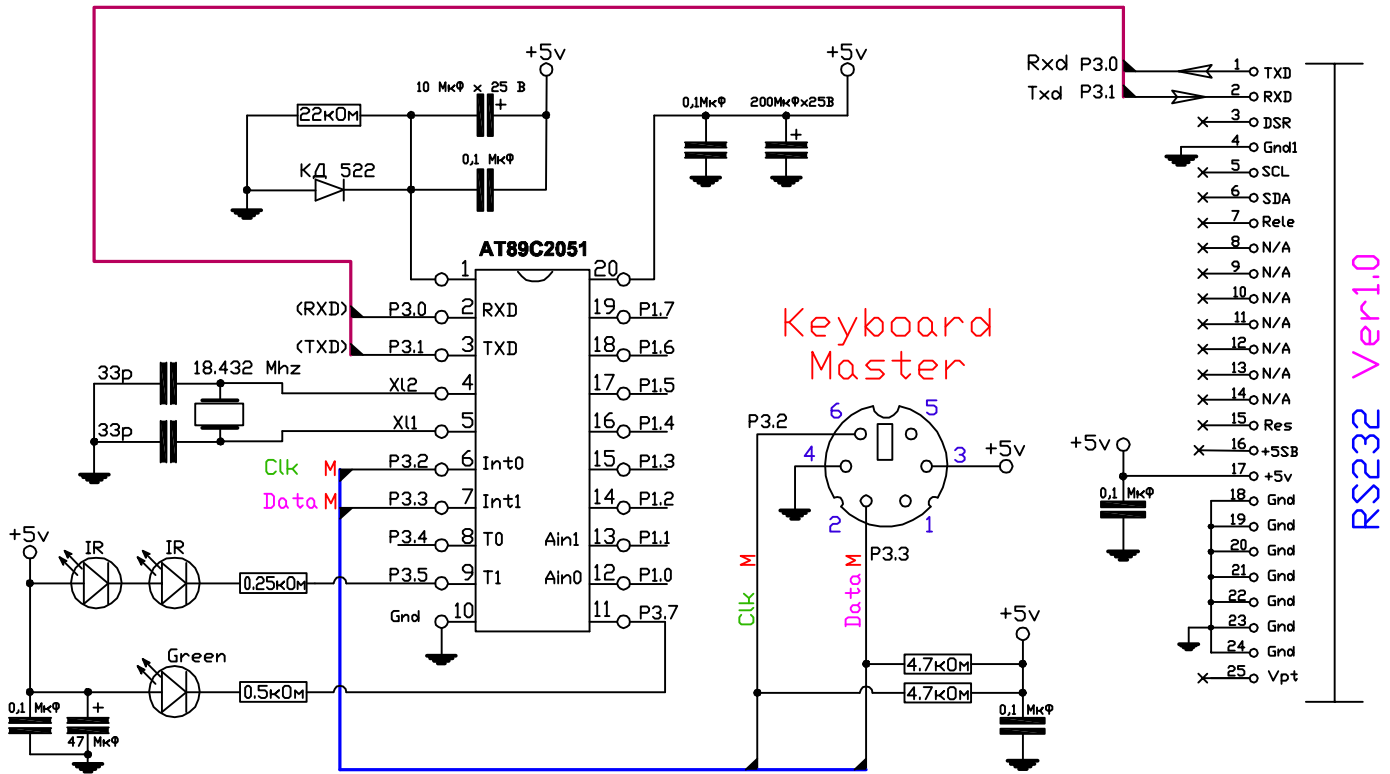 +5v
10 МкФ x 25 В
+
22кОм
0,1 МкФ
КД 522
+5v
0,1МкФ
200МкФх25В
+
Rxd P3.0
Txd P3.1
1 TXD
2 RXD
3 DSR
4 Gnd1
5 SCL
6 SDA
7 Rele
8 N/A
9 N/A
10 N/A
11 N/A
12 N/A
13 N/A
14 N/A
15 Res
16 +5SB
17 +5v
18 Gnd
19 Gnd
20 Gnd
21 Gnd
22 Gnd
23 Gnd
24 Gnd
25 Vpt
RS232 Ver1.0
+5v
0,1 МкФ
AT89C2051
1
20
(RXD) P3.0 2 RXD
19 P1.7
(TXD) P3.1 3 TXD
18 P1.6
33p
18.432 Mhz
Xl2 4
17 P1.5
33p
Xl1 5
16 P1.4
Clk M P3.2 6 Int0
15 P1.3
Data M P3.3 7 Int1
14 P1.2
P3.4 8 T0
Ain1 13 P1.1
P3.5 9 T1
Ain0 12 P1.0
Gnd 10
11 P3.7
+5v
IR
IR
0.25кОм
Green
0.5кОм
0,1 МкФ
+
47 МкФ
Keyboard
Master
P3.2
6
5
4
3
+5v
2
1
P3.3
Clk M
Data M
+5v
4.7кОм
4.7кОм
0,1 МкФ